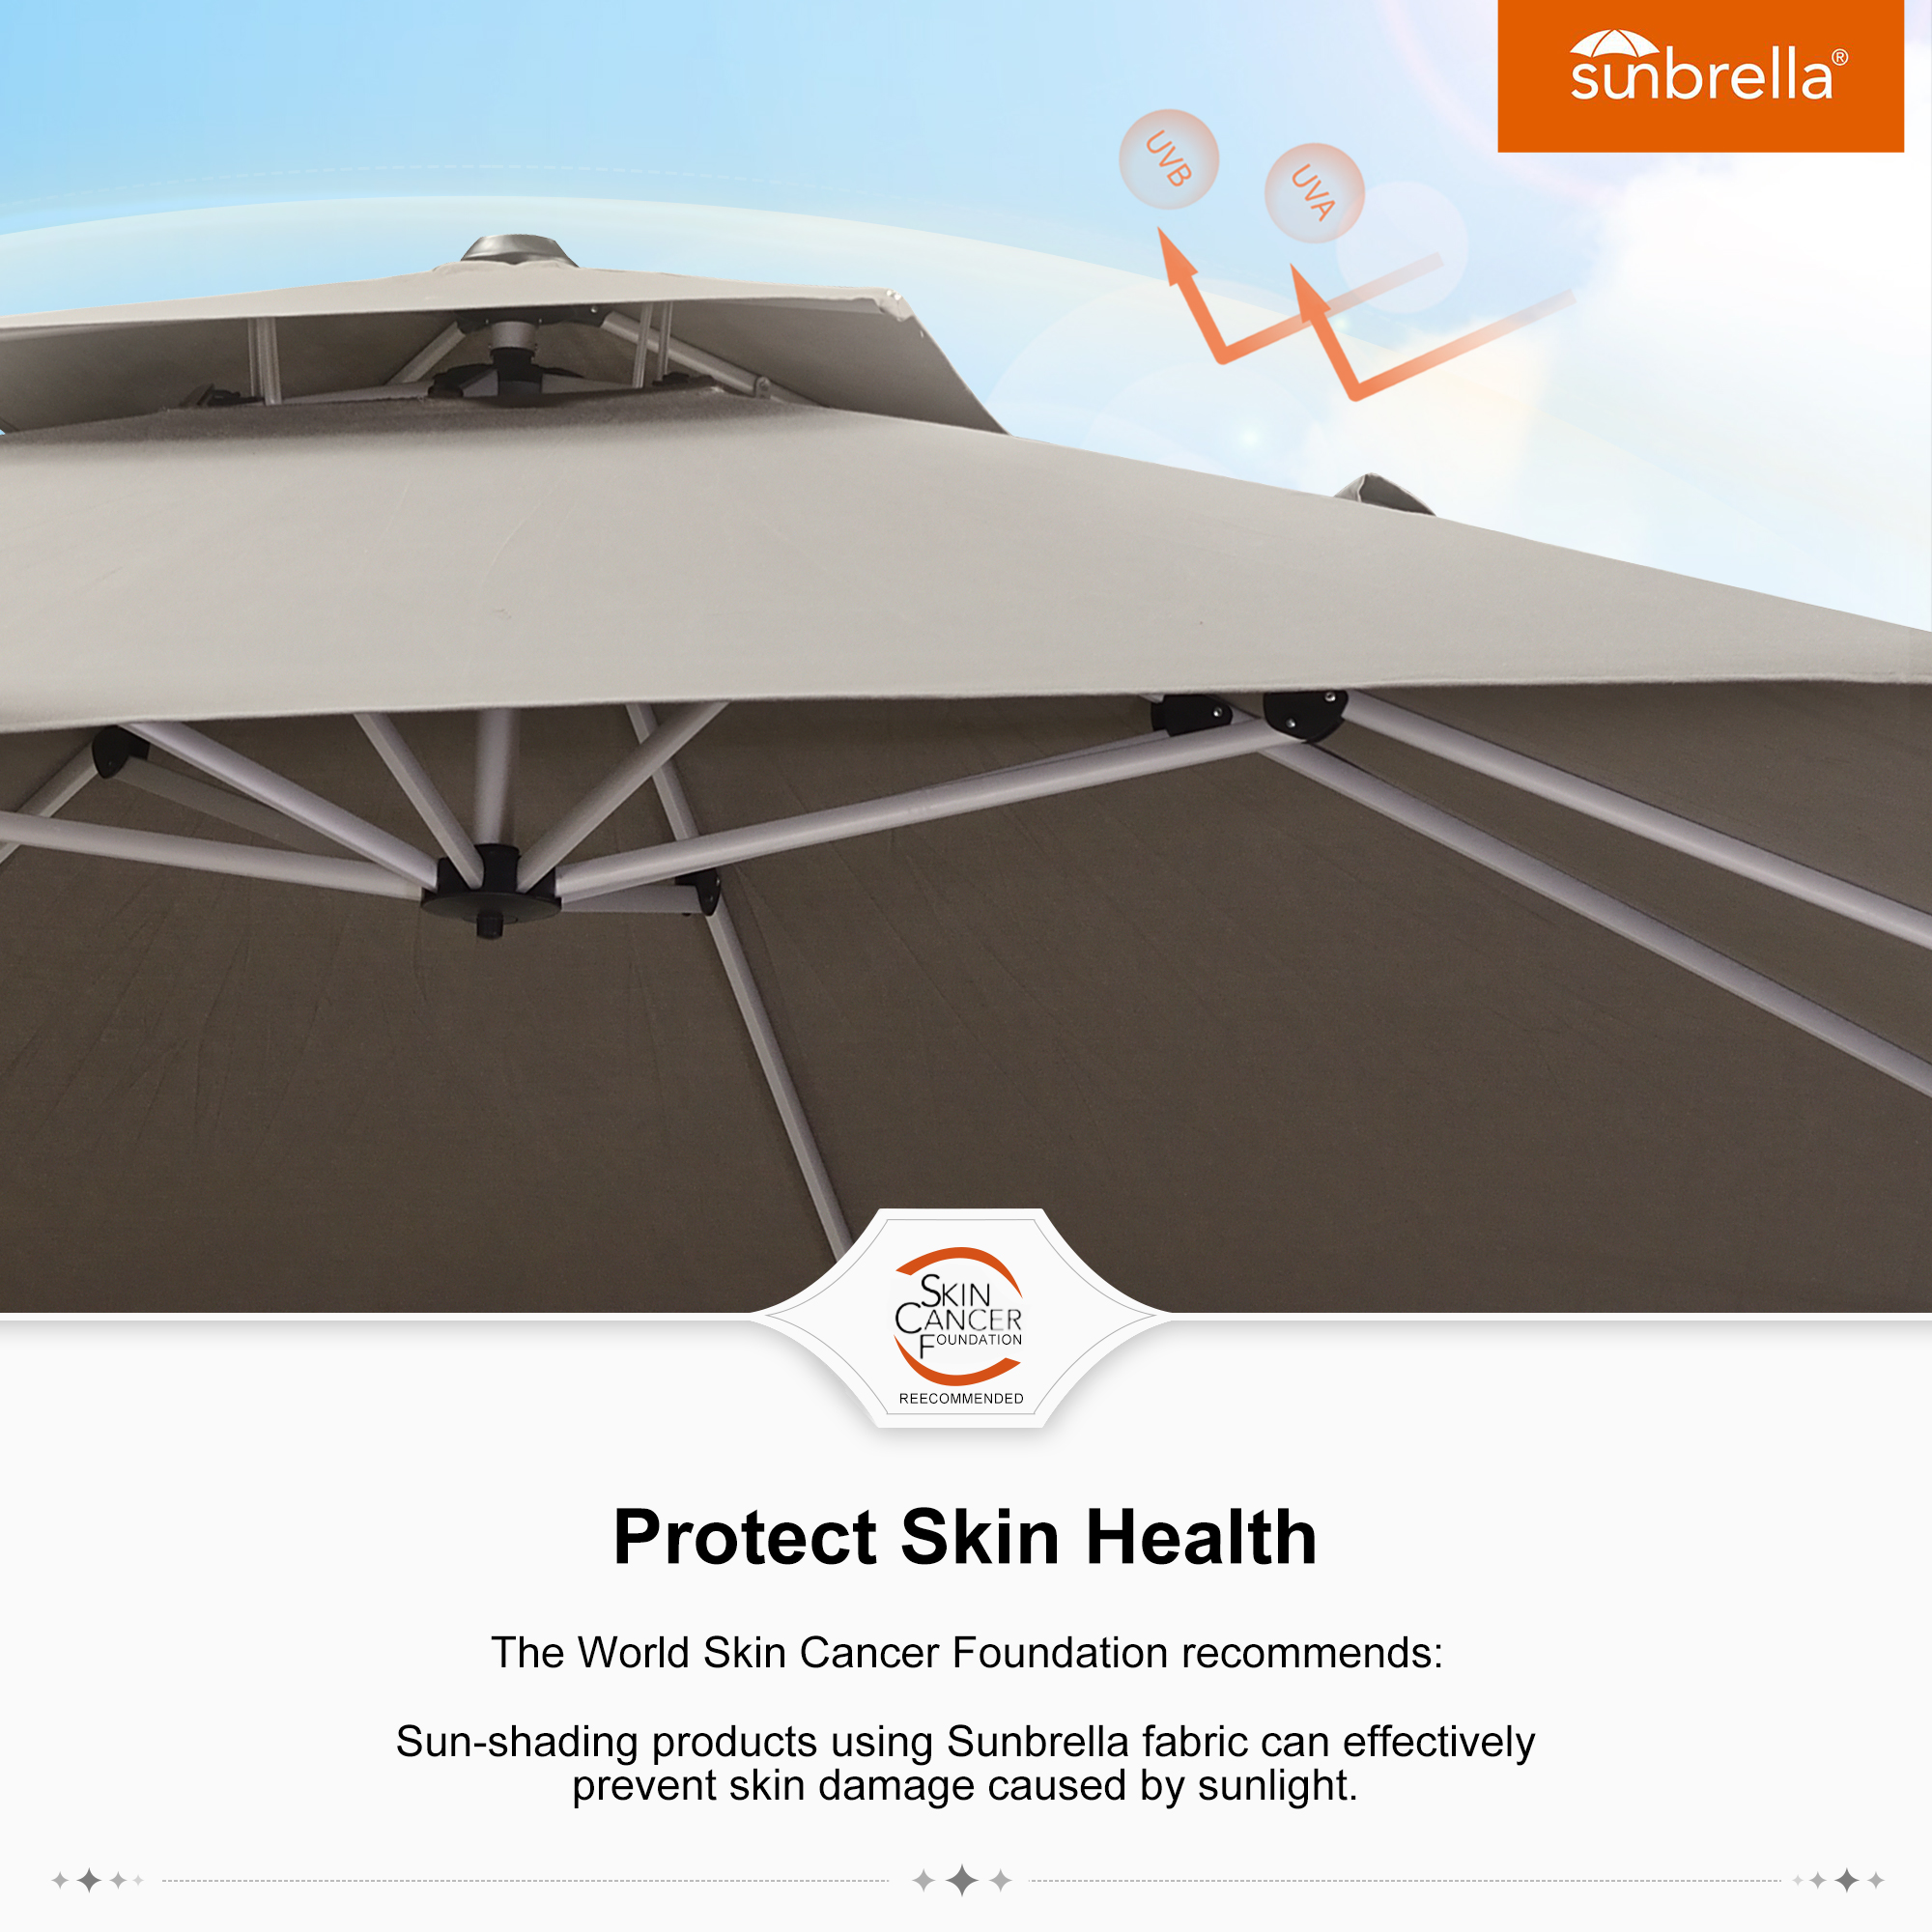 sunbrella®
UVB
UVA
SKIN
CANCER
FOUNDATION
REECOMMENDED
Protect Skin Health
The World Skin Cancer Foundation recommends:
Sun-shading products using Sunbrella fabric can effectively
prevent skin damage caused by sunlight.